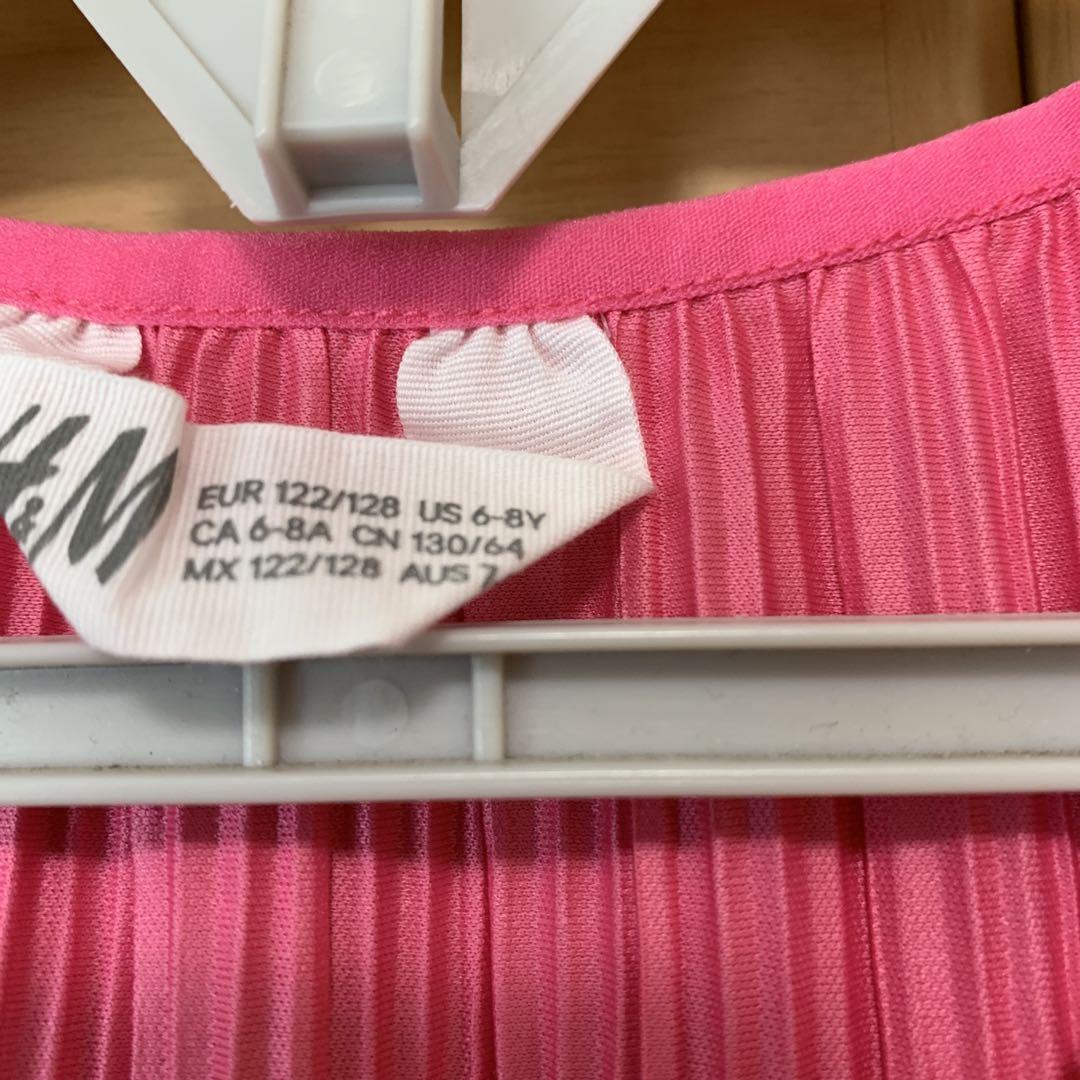 H&M
EUR 122/128 US 6-8Y
CA 6-8A CN 130/64
MX 122/128 AUS 7